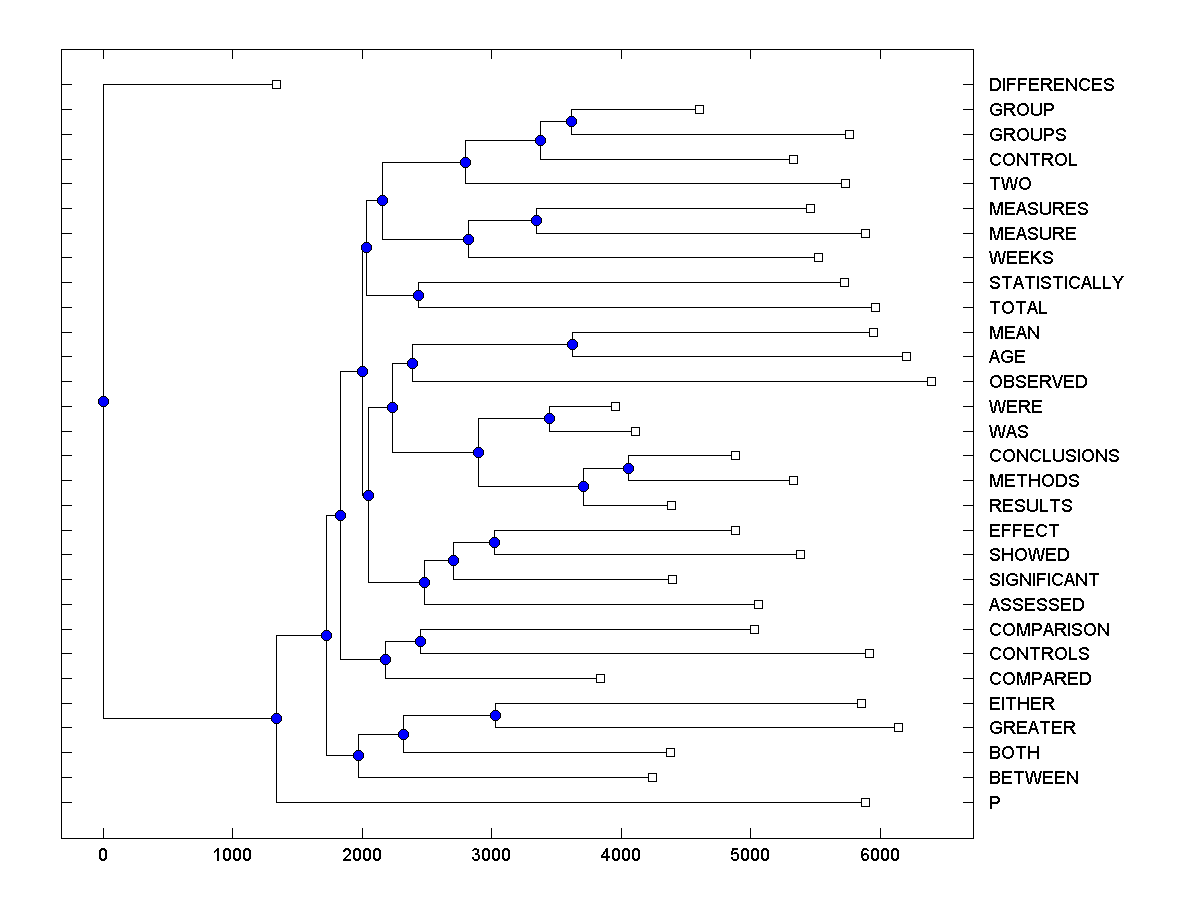 DIFFERENCES
GROUP
GROUPS
CONTROL
TWO
MEASURES
MEASURE
WEEKS
STATISTICALLY
TOTAL
MEAN
AGE
OBSERVED
WERE
WAS
CONCLUSIONS
METHODS
RESULTS
EFFECT
SHOWED
SIGNIFICANT
ASSESSED
COMPARISON
CONTROLS
COMPARED
EITHER
GREATER
BOTH
BETWEEN
P
0 1000 2000 3000 4000 5000 6000